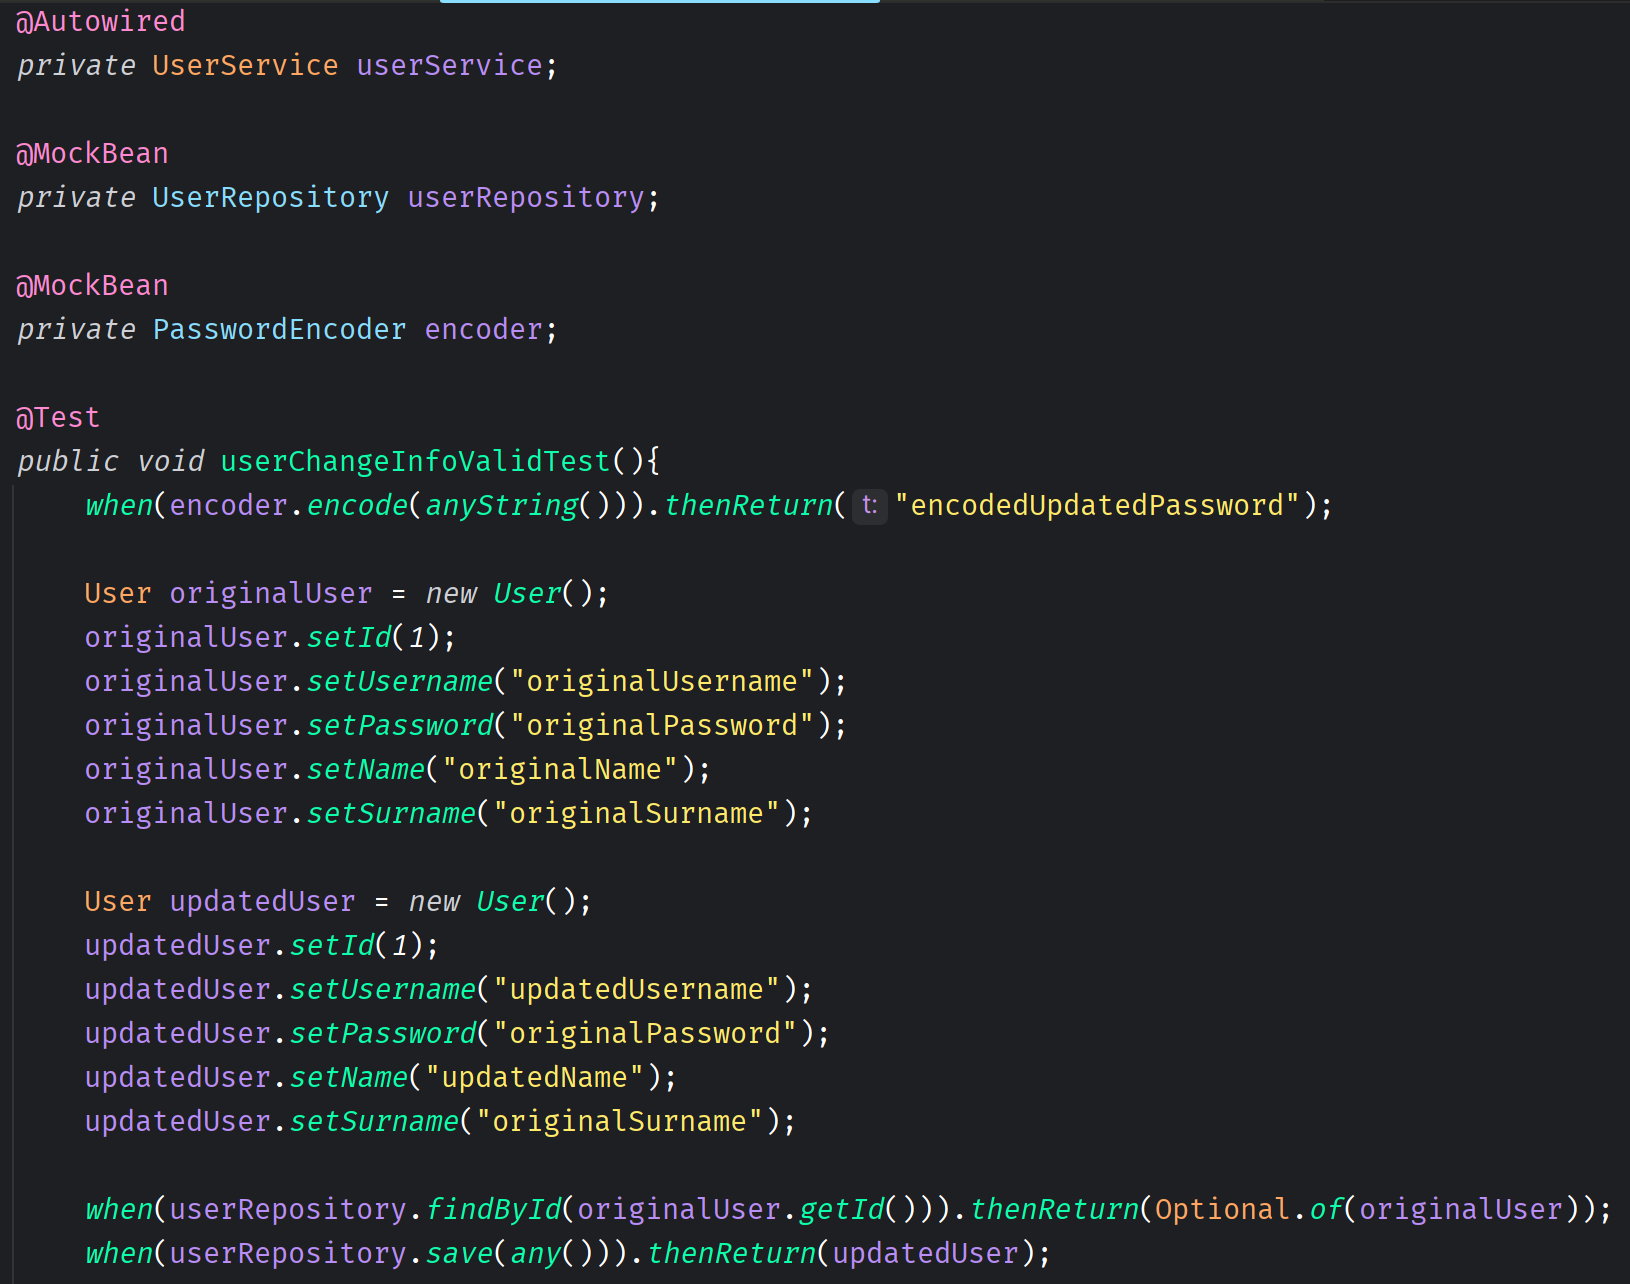 @Autowired
private UserService userService;
@MockBean
private UserRepository userRepository;
@MockBean
private PasswordEncoder encoder;
@Test
public void userChangeInfoValidTest(){
when(encoder.encode(anyString())).thenReturn( t: "encodedUpdatedPassword");
User originalUser = new User();
originalUser.setId(1);
originalUser.setUsername("originalUsername");
originalUser.setPassword("originalPassword");
originalUser.setName("originalName");
originalUser.setSurname("originalSurname");
User updatedUser = new User();
updatedUser.setId(1);
updatedUser.setUsername("updatedUsername");
updatedUser.setPassword("originalPassword");
updatedUser.setName("updatedName");
updatedUser.setSurname("originalSurname");
when(userRepository.findById(originalUser.getId())).thenReturn(Optional.of(originalUser));
when(userRepository.save(any())).thenReturn(updatedUser);